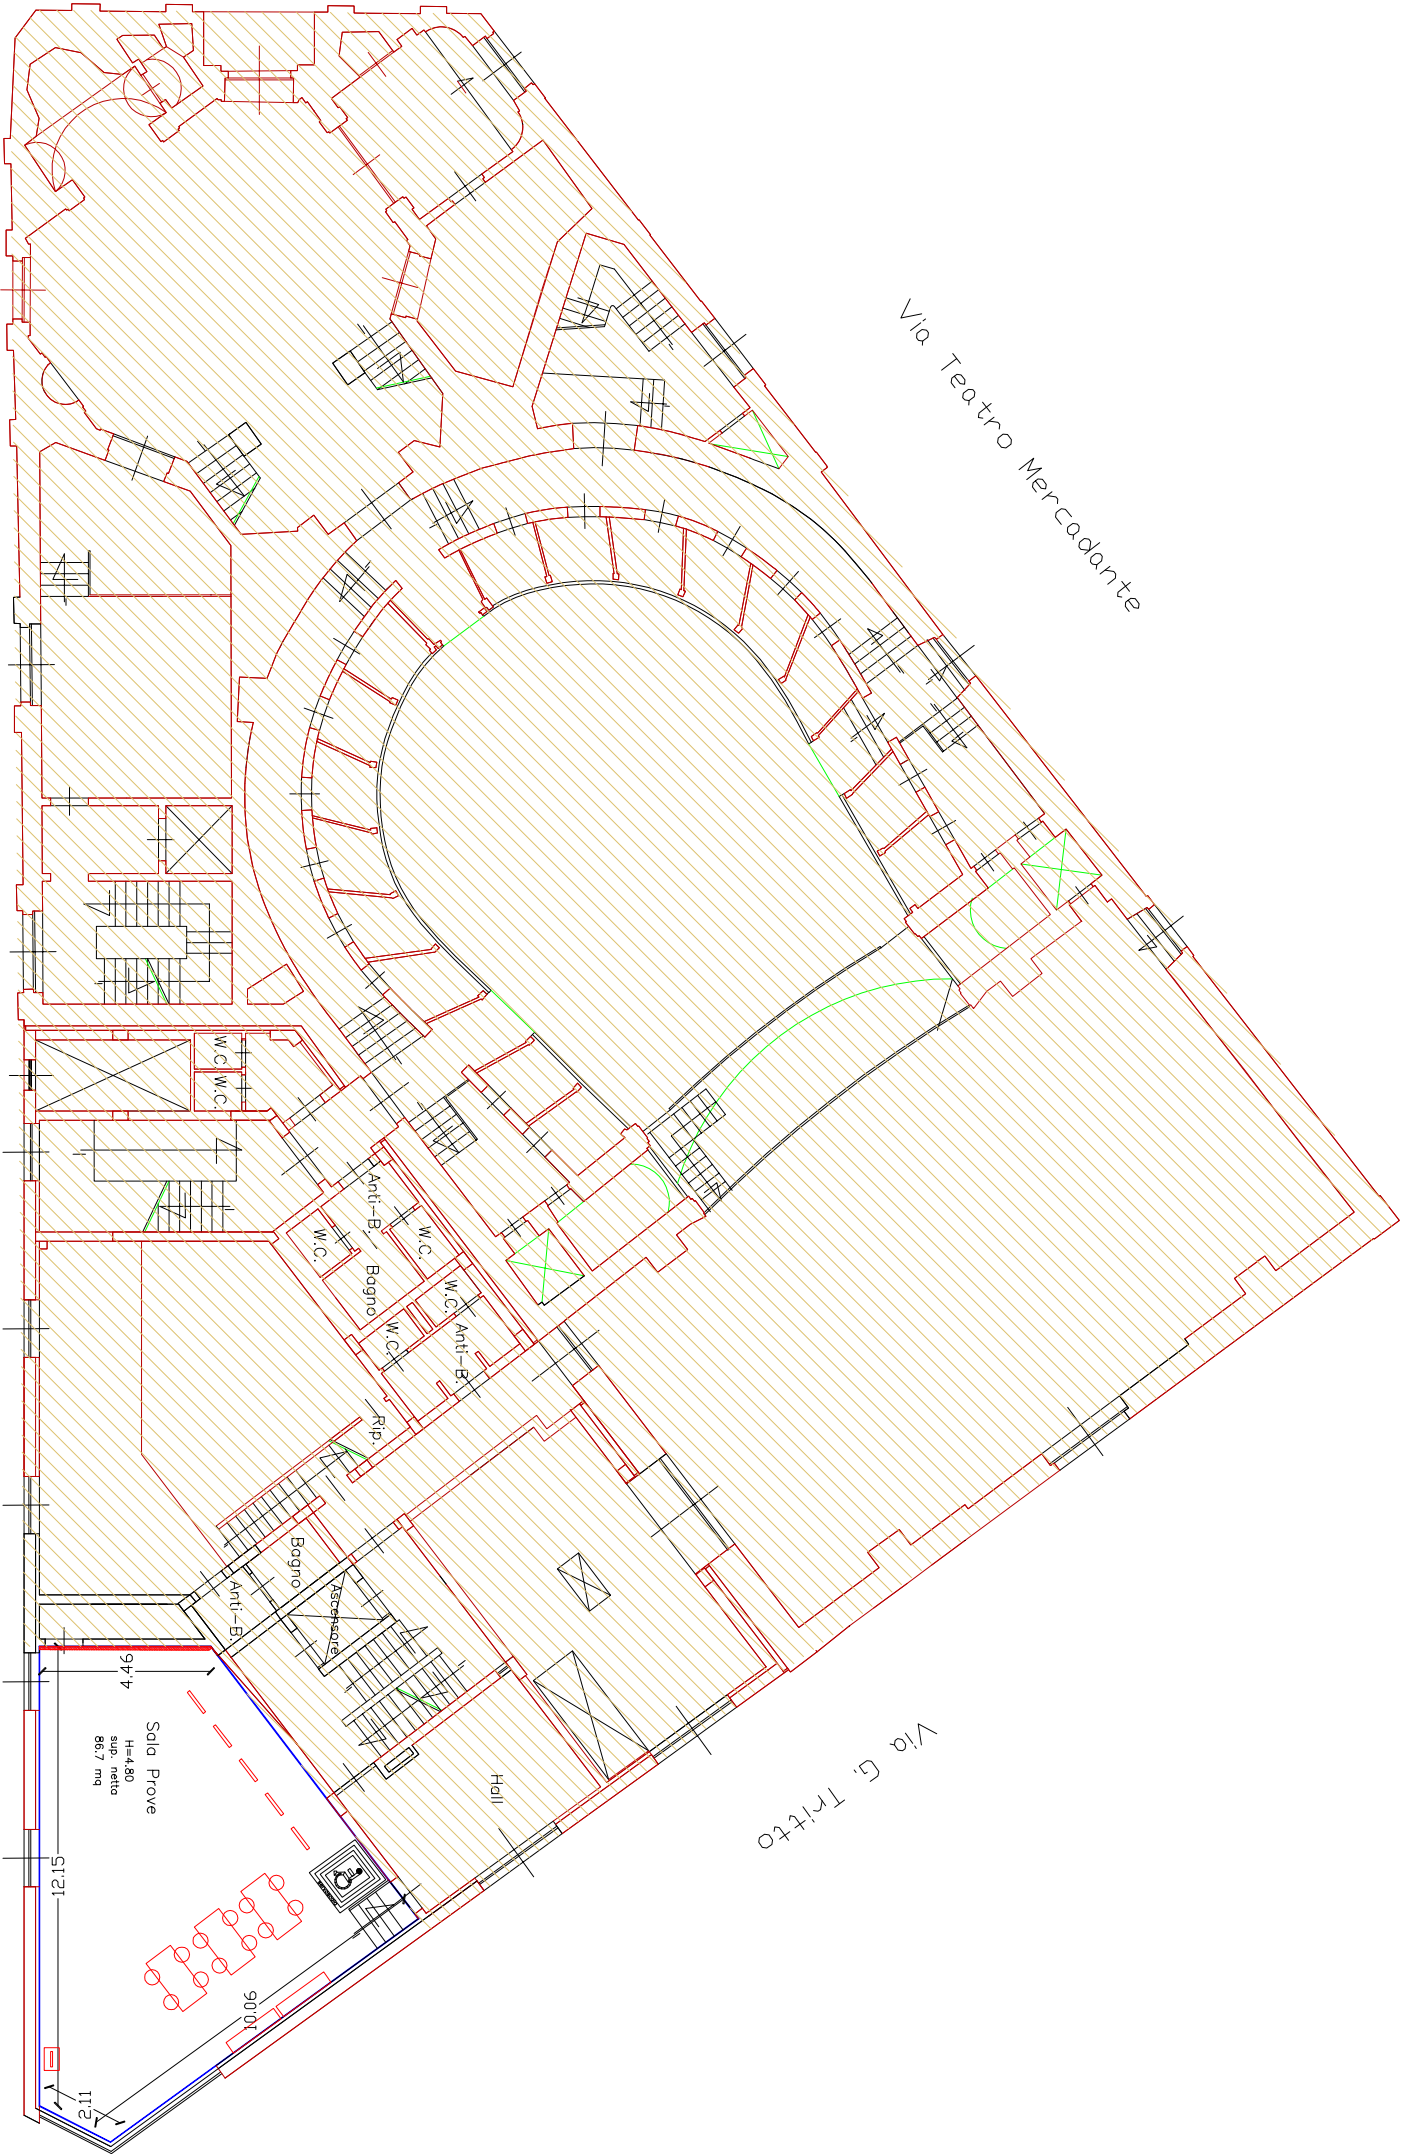 Via Teatro Mercadante
W.C.
W.C.
Anti-B.
W.C.
W.C.
Bagno
W.C.
W.C.
Anti-B.
Rip.
Bagno
Anti-B.
Ascensore
Hall
Via G. Tritto
4.46
Sala Prove
H=4.80
sup. netta
86.7 mq
12.15
10.06
2.11